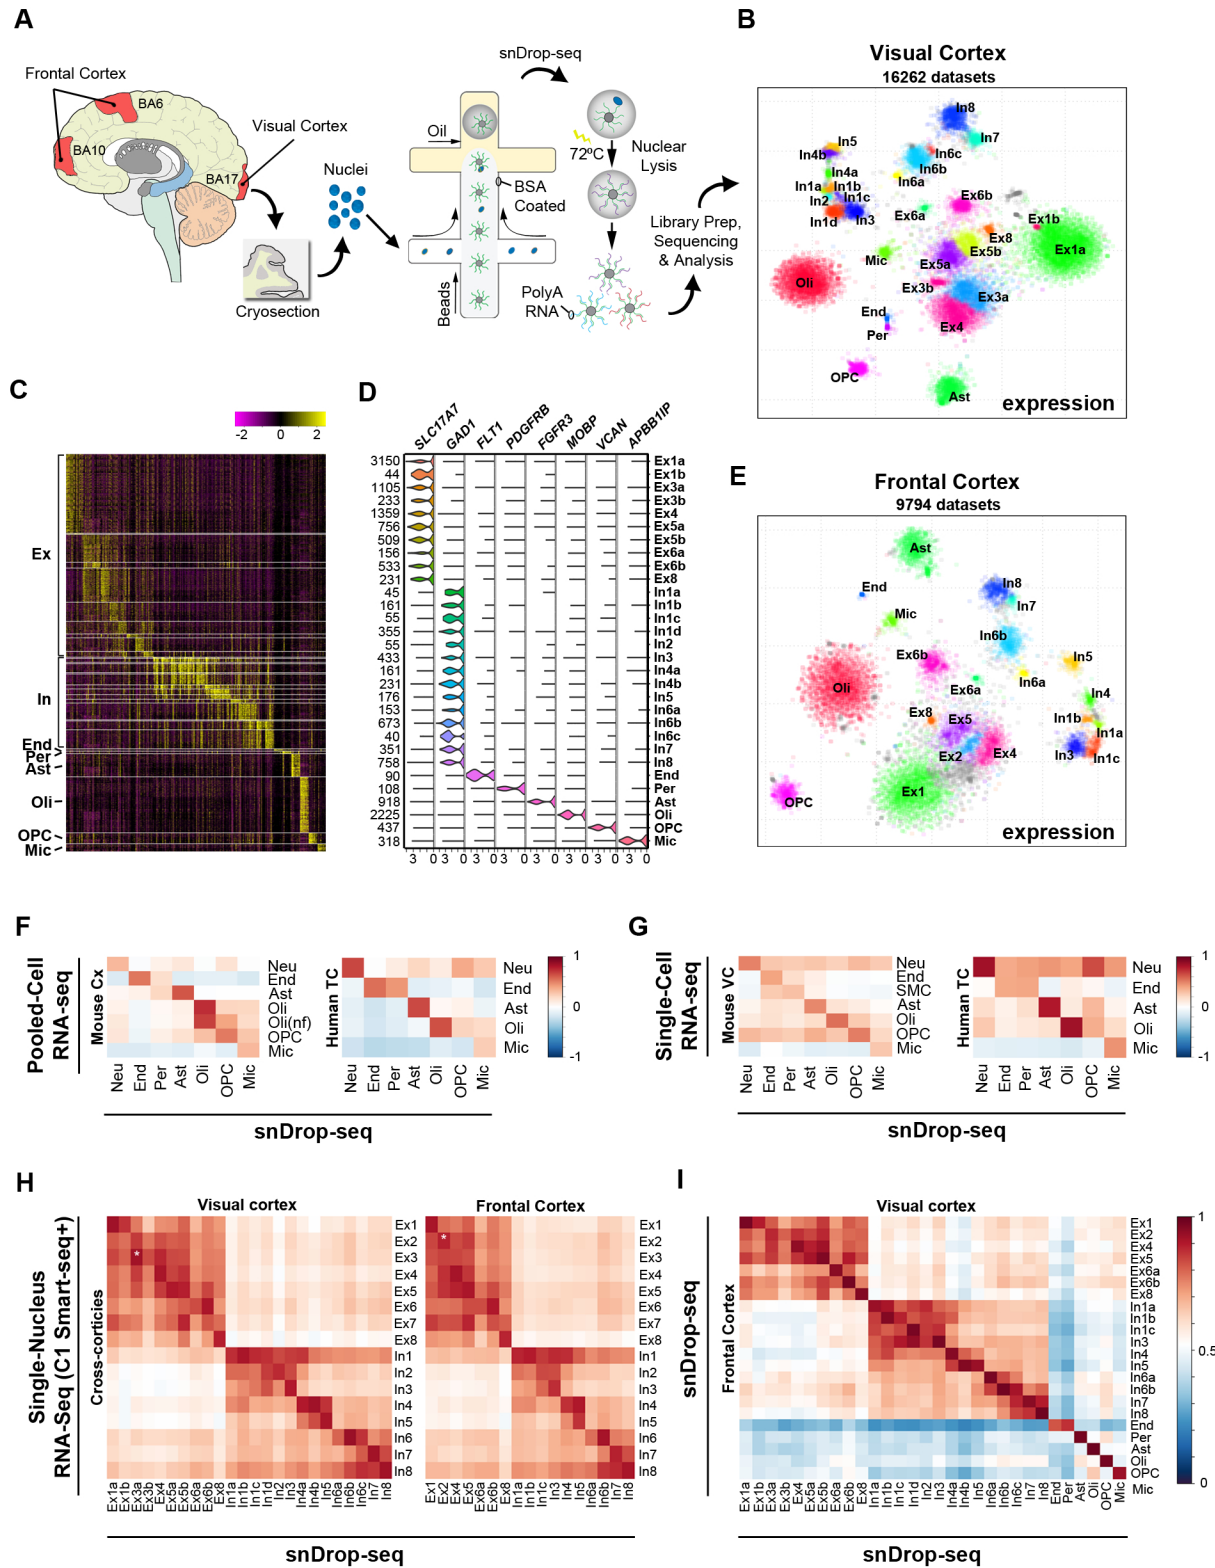 A
Frontal Cortex
BA6
BA10
Visual Cortex
BA17
Nuclei
Cryosection
snDrop-seq
Oil
BSA
Coated
Beads
72ºC
Nuclear
Lysis
PolyA
RNA
Library Prep,
Sequencing
& Analysis
B
Visual Cortex
16262 datasets
In8
In7
In5
In4b
In6c
In6b
In4a
In6a
In1a
In1b
In2
In1c
In1d
In3
Ex6a
Ex6b
Ex1b
Ex8
Ex1a
Mic
Ex5a
Ex5b
Oli
Ex3b
Ex3a
End
Per
Ex4
OPC
Ast
expression
C
-2
0
2
Ex
In
End
Per
Ast
Oli
OPC
Mic
D
SLC17A7
GAD1
FLT1
PDGFRB
FGFR3
MOBP
VCAN
APBB1IP
3150 Ex1a
44 Ex1b
1105 Ex3a
233 Ex3b
1359 Ex4
756 Ex5a
509 Ex5b
156 Ex6a
533 Ex6b
231 Ex8
45 In1a
161 In1b
55 In1c
355 In1d
55 In2
433 In3
161 In4a
231 In4b
176 In5
153 In6a
673 In6b
40 In6c
351 In7
758 In8
90 End
108 Per
918 Ast
2225 Oli
437 OPC
318 Mic
3 0 3 0 3 0 3 0 3 0 3 0 3 0 3 0
E
Frontal Cortex
9794 datasets
Ast
End
In8
In7
Mic
In6b
Ex6b
In5
In6a
Oli
Ex6a
In4
Ex8
Ex5
In1b
In1a
Ex2
Ex4
In3
In1c
Ex1
OPC
expression
F
Pooled-Cell
RNA-seq
Mouse Cx
Neu
End
Ast
Oli
Oli(nf)
OPC
Mic
Neu End Per Ast Oli OPC Mic
Human TC
Neu
End
Ast
Oli
Mic
Neu End Per Ast Oli OPC Mic
1
0
-1
snDrop-seq
G
Single-Cell
RNA-seq
Mouse VC
Neu
End
SMC
Ast
Oli
OPC
Mic
Neu End Per Ast Oli OPC Mic
Human TC
Neu
End
Ast
Oli
Mic
Neu End Per Ast Oli OPC Mic
1
0
-1
snDrop-seq
H
Single-Nucleus
RNA-Seq (C1 Smart-seq+)
Cross-corticies
Visual cortex
*
Ex1
Ex2
Ex3
Ex4
Ex5
Ex6
Ex7
Ex8
In1
In2
In3
In4
In5
In6
In7
In8
Ex1a Ex1b Ex3a Ex3b Ex4 Ex5a Ex5b Ex6a Ex6b Ex8 In1a In1b In1c In1d In2 In3 In4a In4b In5 In6a In6b In6c In7 In8
Frontal Cortex
*
Ex1
Ex2
Ex3
Ex4
Ex5
Ex6
Ex7
Ex8
In1
In2
In3
In4
In5
In6
In7
In8
Ex1 Ex2 Ex4 Ex5 Ex6a Ex6b Ex8 In1a In1b In1c In3 In4 In5 In6a In6b In7 In8
snDrop-seq
I
snDrop-seq
Frontal Cortex
Visual cortex
Ex1
Ex2
Ex4
Ex5
Ex6a
Ex6b
Ex8
In1a
In1b
In1c
In3
In4
In5
In6a
In6b
In7
In8
End
Per
Ast
Oli
OPC
Mic
Ex1a Ex1b Ex3a Ex3b Ex4 Ex5a Ex5b Ex6a Ex6b Ex8 In1a In1b In1c In1d In2 In3 In4a In4b In5 In6a In6b In6c In7 In8 End Per Ast Oli OPC Mic
1
0.5
0
snDrop-seq